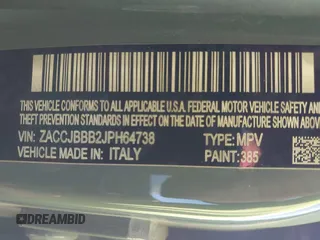 THIS VEHICLE CONFORMS TO ALL APPLICABLE U.S.A. FEDERAL MOTOR VEHICLE SAFETY AND
THEFT PREVENTION STANDARDS IN EFFECT ON THE DATE OF MANUFACTURE SHOWN ABOVE
VIN: ZACCJBBB2JPH64738 TYPE: MPV
VEHICLE MADE IN: ITALY PAINT: 385
DREAMBID